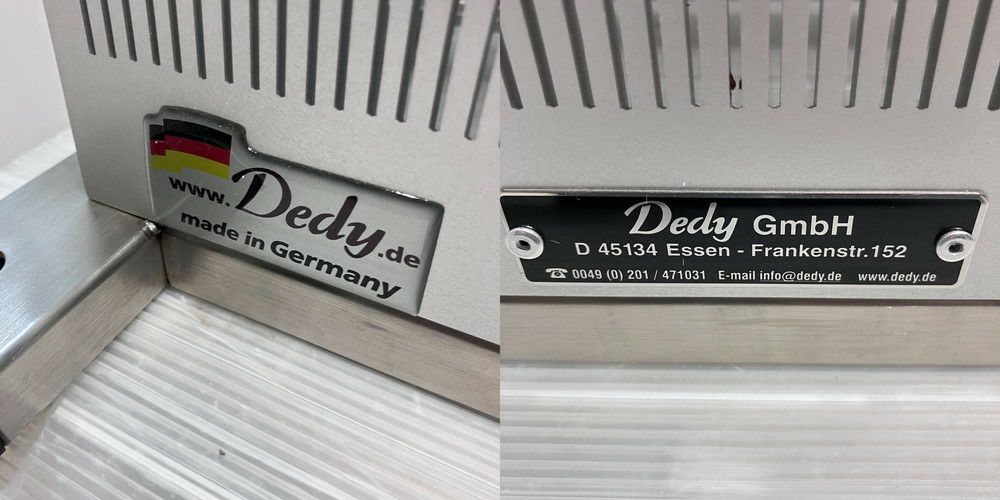 www.Dedy.de
made in Germany
Dedy GmbH
D 45134 Essen - Frankenstr.152
☎ 0049 (0) 201 / 471031 E-mail info@dedy.de www.dedy.de